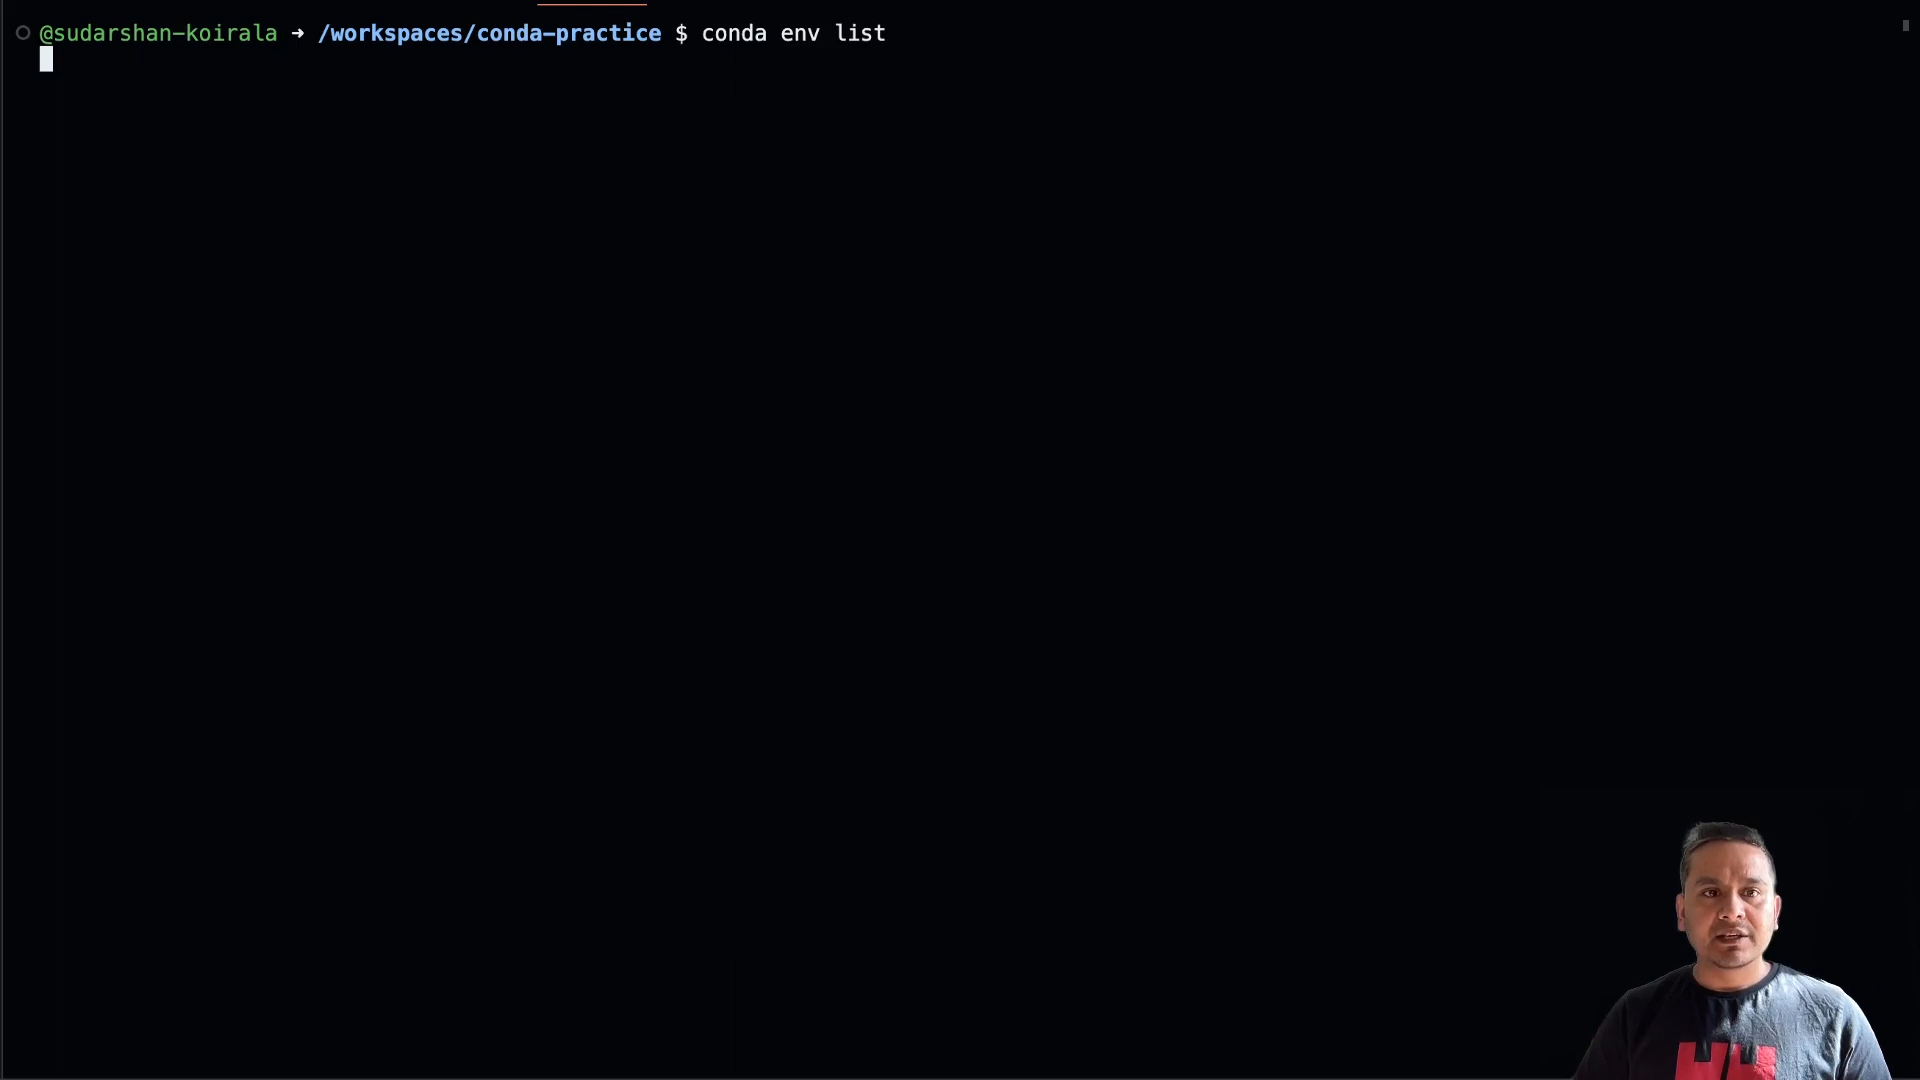 @sudarshan-koirala ➜ /workspaces/conda-practice $ conda env list